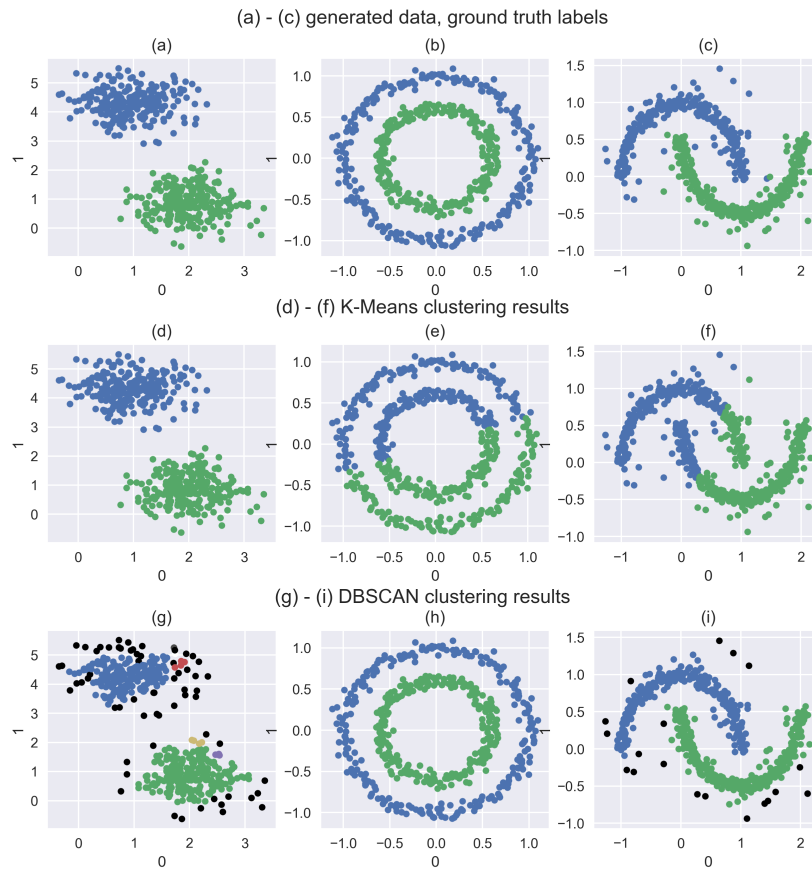 (a) - (c) generated data, ground truth labels
(a) (b) (c)
5 4 3 2 1 0
1
0 1 2 3
0
1.0 0.5 0.0 −0.5 −1.0
1
−1.0 −0.5 0.0 0.5 1.0
0
1.5 1.0 0.5 0.0 −0.5 −1.0
1
−1 0 1 2
0
(d) - (f) K-Means clustering results
(d) (e) (f)
5 4 3 2 1 0
1
0 1 2 3
0
1.0 0.5 0.0 −0.5 −1.0
1
−1.0 −0.5 0.0 0.5 1.0
0
1.5 1.0 0.5 0.0 −0.5 −1.0
1
−1 0 1 2
0
(g) - (i) DBSCAN clustering results
(g) (h) (i)
5 4 3 2 1 0
1
0 1 2 3
0
1.0 0.5 0.0 −0.5 −1.0
1
−1.0 −0.5 0.0 0.5 1.0
0
1.5 1.0 0.5 0.0 −0.5 −1.0
1
−1 0 1 2
0